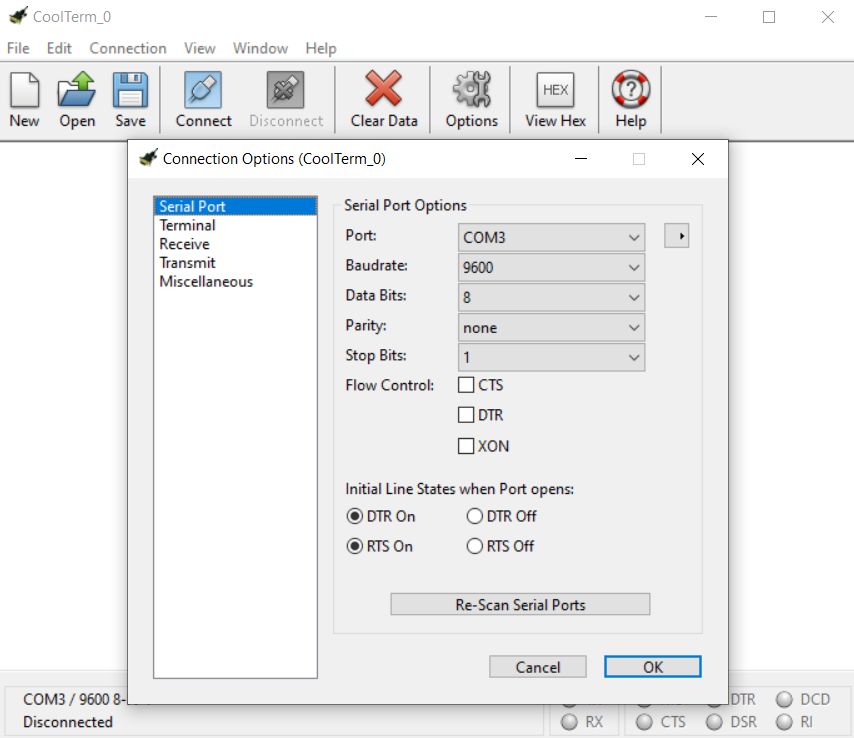 CoolTerm_0
File Edit Connection View Window Help
HEX
New Open Save Connect Disconnect Clear Data Options View Hex Help
Connection Options (CoolTerm_0)
Serial Port
Terminal
Receive
Transmit
Miscellaneous
Serial Port Options
Port: COM3
Baudrate: 9600
Data Bits: 8
Parity: none
Stop Bits: 1
Flow Control: CTS
DTR
XON
Initial Line States when Port opens:
DTR On DTR Off
RTS On RTS Off
Re-Scan Serial Ports
Cancel OK
COM3 / 9600 8- DTR DCD
Disconnected RX CTS DSR RI